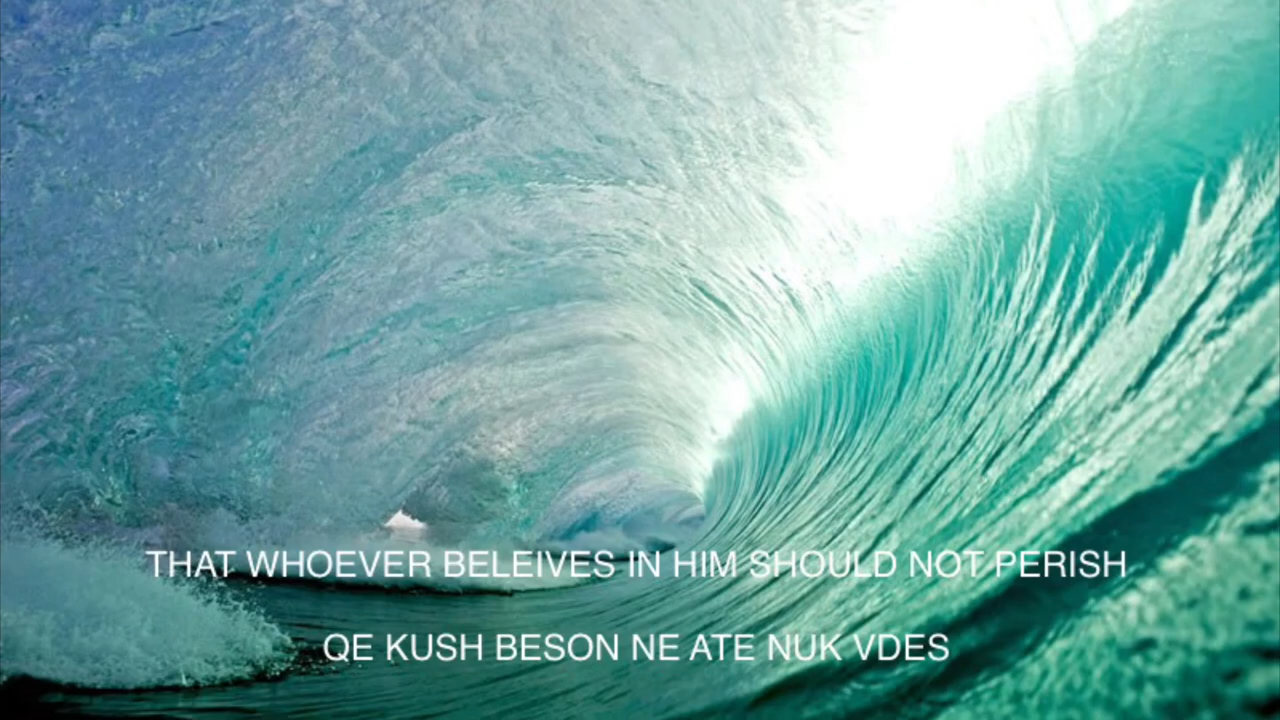 THAT WHOEVER BELEIVES IN HIM SHOULD NOT PERISH
QE KUSH BESON NE ATE NUK VDES